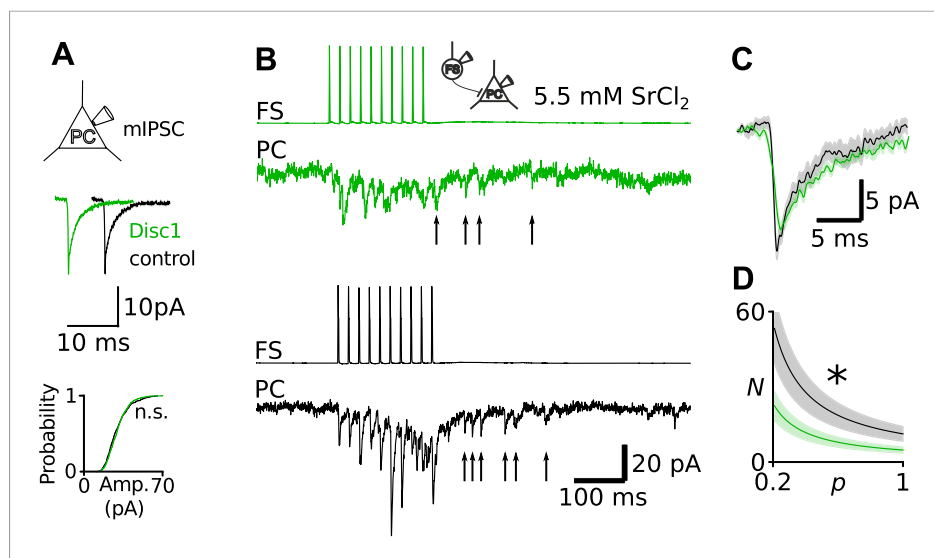 A
PC
mIPSC
Disc1
control
10pA
10 ms
Probability
1
0
n.s.
0
Amp.
70
(pA)
B
FS
PC
5.5 mM SrCl2
FS
PC
FS
PC
20 pA
100 ms
C
5 pA
5 ms
D
60
N
*
0
0.2
p
1